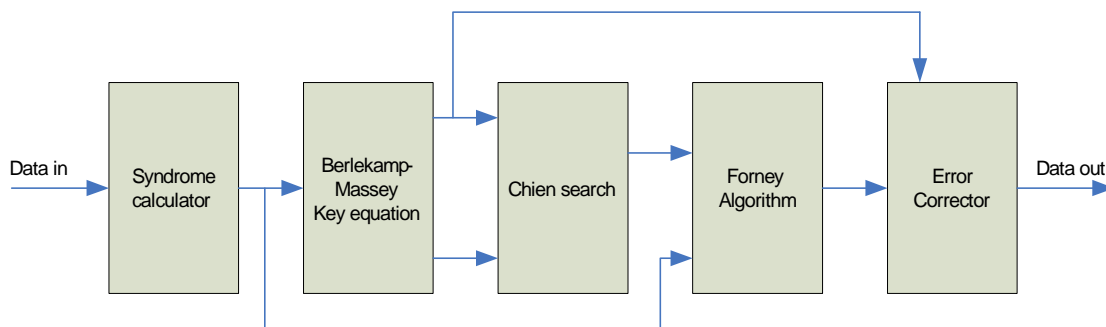 Data in
Syndrome
calculator
Berlekamp-
Massey
Key equation
Chien search
Forney
Algorithm
Error
Corrector
Data out